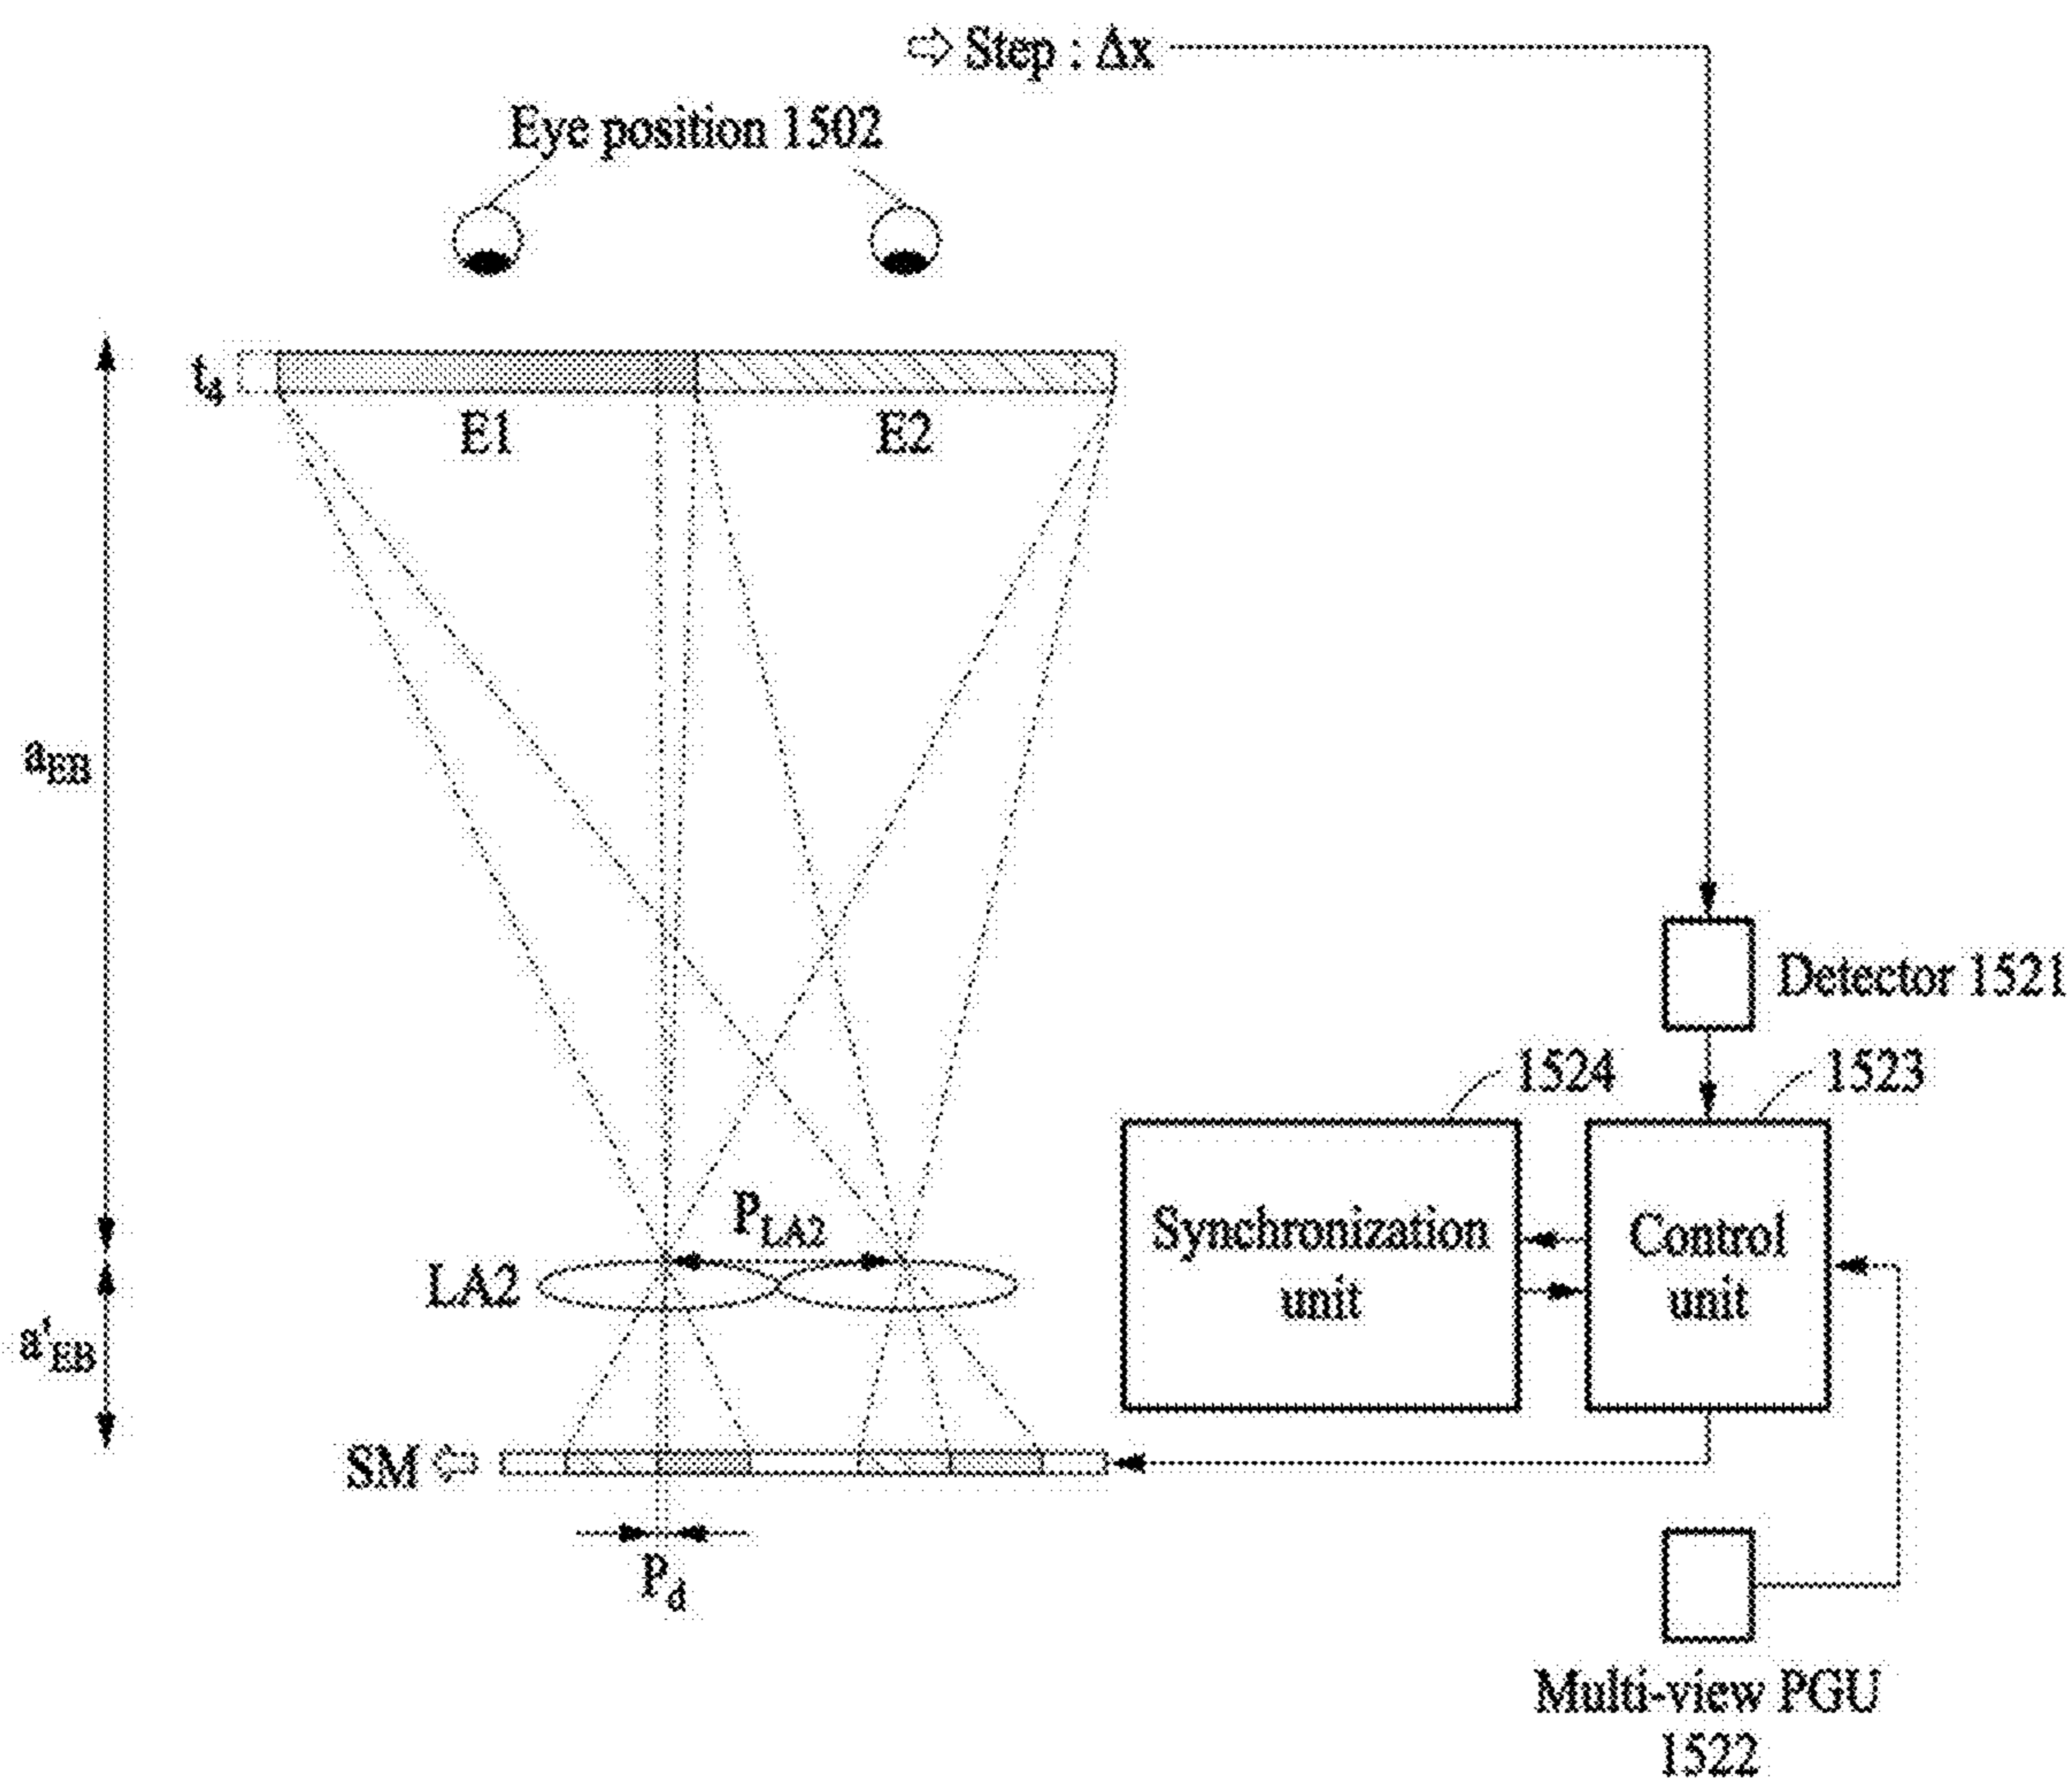 Step : Δx
Eye position 1502
t4
E1
E2
aEB
Detector 1521
1524
1523
PLA2
LA2
Synchronization
unit
Control
unit
a'EB
SM
Pd
Multi-view PGU
1522